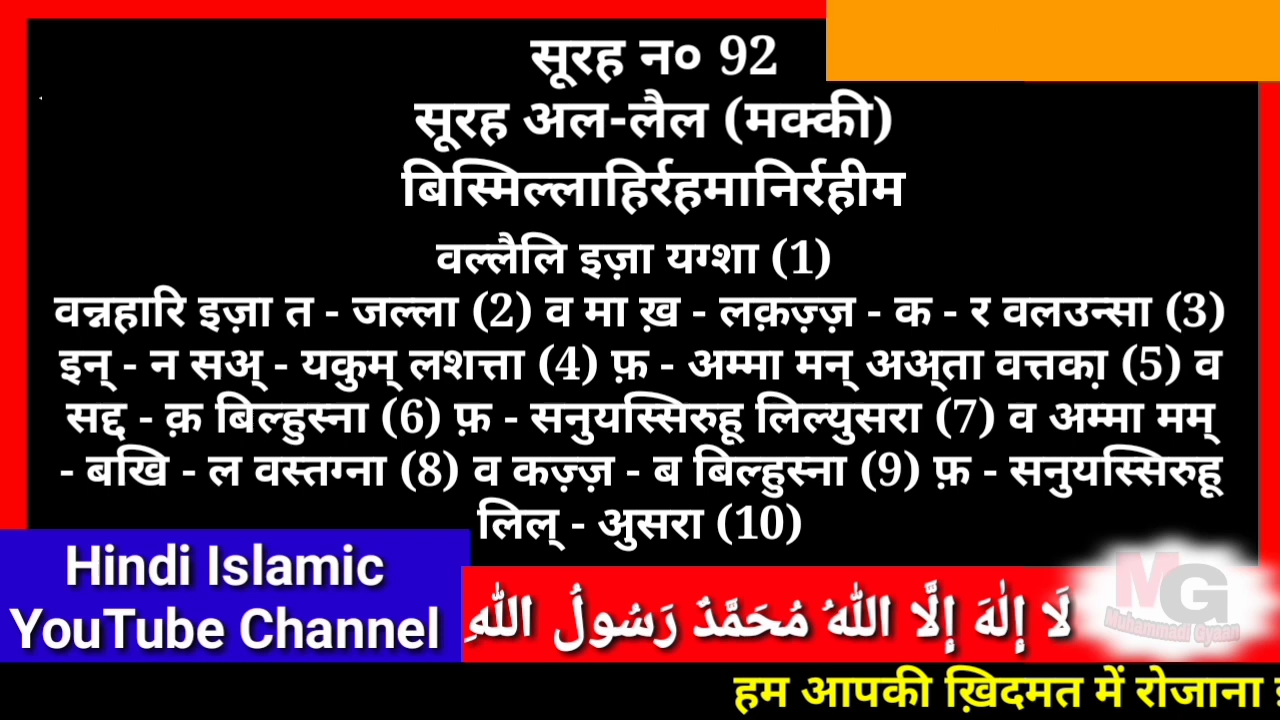 सूरह न० 92
सूरह अल-लैल (मक्की)
बिस्मिल्लाहिर्रहमानिर्रहीम
वल्लैलि इज़ा यग्शा (1)
वन्नहारि इज़ा त - जल्ला (2) व मा ख़ - लक़ज़्ज़ - क - र वलउन्सा (3)
इन् - न सअ् - यकुम् लशत्ता (4) फ़ - अम्मा मन् अअ्ता वत्तका़ (5) व
सद्द - क़ बिल्हुस्ना (6) फ़ - सनुयस्सिरुहू लिल्युसरा (7) व अम्मा मम्
- बखि - ल वस्तग्ना (8) व कज़्ज़ - ब बिल्हुस्ना (9) फ़ - सनुयस्सिरुहू
लिल् - अुसरा (10)
Hindi Islamic
YouTube Channel
لَا إِلٰهَ إِلَّا اللّٰهُ مُحَمَّدٌ رَسُولُ اللّٰهِ
MG
Muhammadi Gyaan
हम आपकी ख़िदमत में रोजाना